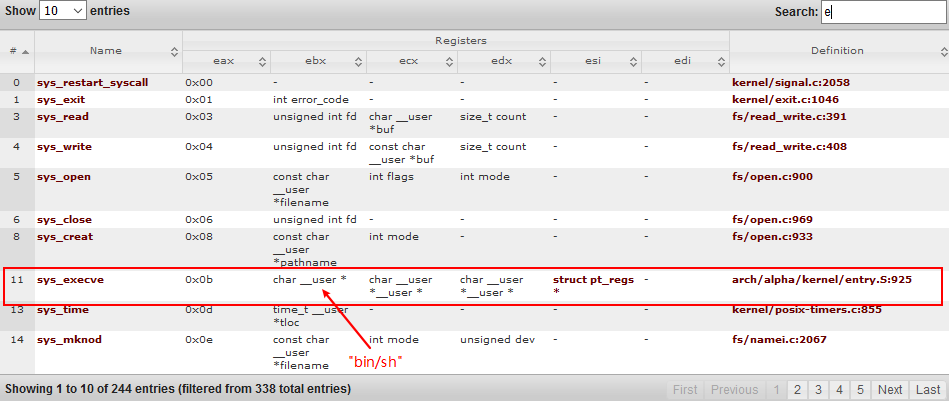 Show 10 entries Search: e
Registers
# Name Definition
eax ebx ecx edx esi edi
0 sys_restart_syscall 0x00 - - - - - kernel/signal.c:2058
1 sys_exit 0x01 int error_code - - - - kernel/exit.c:1046
3 sys_read 0x03 unsigned int fd char __user size_t count - - fs/read_write.c:391
*buf
4 sys_write 0x04 unsigned int fd const char size_t count - - fs/read_write.c:408
__user *buf
5 sys_open 0x05 const char int flags int mode - - fs/open.c:900
__user
*filename
6 sys_close 0x06 unsigned int fd - - - - fs/open.c:969
8 sys_creat 0x08 const char int mode - - - fs/open.c:933
__user
*pathname
11 sys_execve 0x0b char __user * char __user char __user struct pt_regs - arch/alpha/kernel/entry.S:925
*__user * *__user * *
13 sys_time 0x0d time_t __user - - - - kernel/posix-timers.c:855
*tloc
14 sys_mknod 0x0e const char int mode unsigned dev - - fs/namei.c:2067
__user
*filename
"bin/sh"
Showing 1 to 10 of 244 entries (filtered from 338 total entries) First Previous 1 2 3 4 5 Next Last